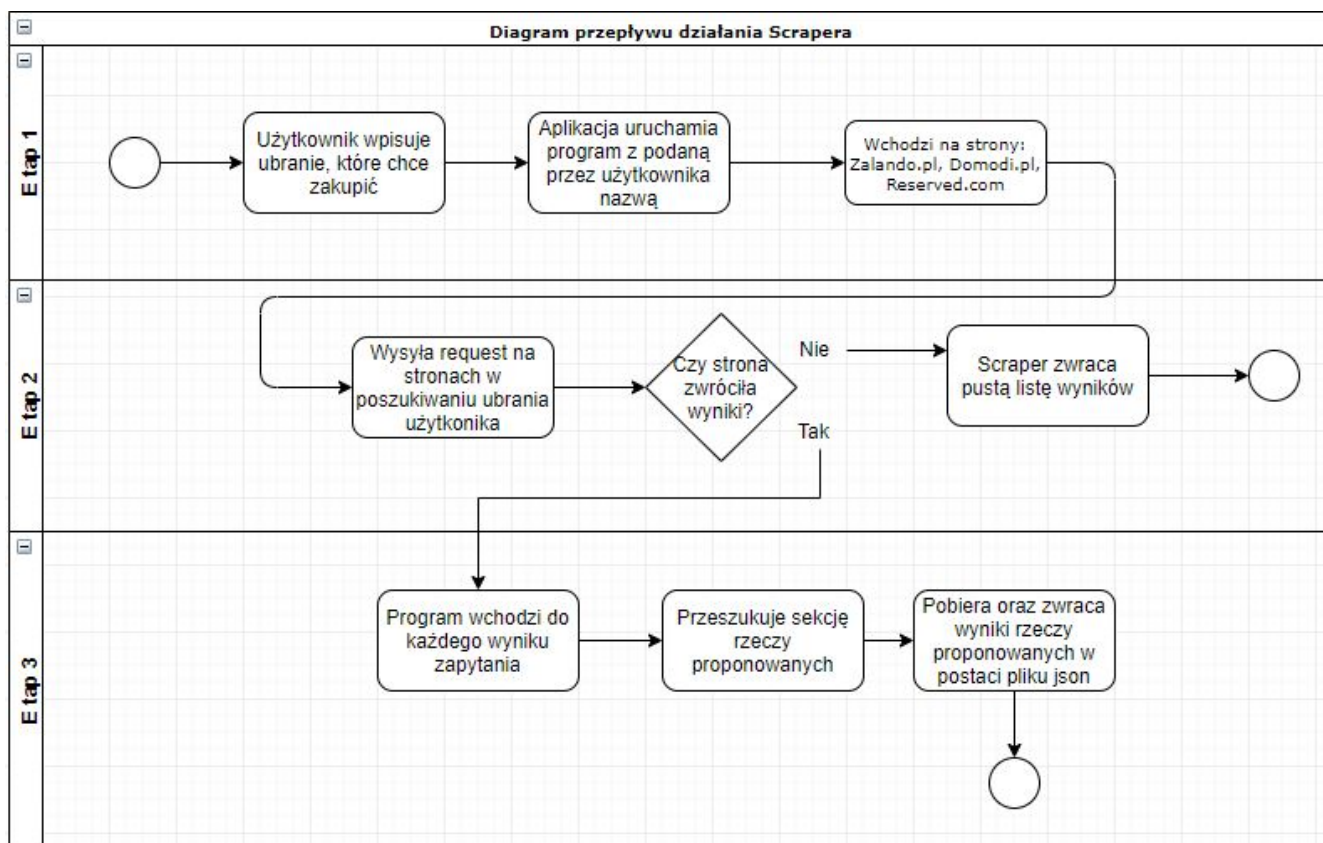 Diagram przepływu działania Scrapera
Etap 1
Użytkownik wpisuje
ubranie, które chce
zakupić
Aplikacja uruchamia
program z podaną
przez użytkownika
nazwą
Wchodzi na strony:
Zalando.pl, Domodi.pl,
Reserved.com
Etap 2
Wysyła request na
stronach w
poszukiwaniu ubrania
użytkonika
Czy strona
zwróciła
wyniki?
Nie
Tak
Scraper zwraca
pustą listę wyników
Etap 3
Program wchodzi do
każdego wyniku
zapytania
Przeszukuje sekcję
rzeczy
proponowanych
Pobiera oraz zwraca
wyniki rzeczy
proponowanych w
postaci pliku json